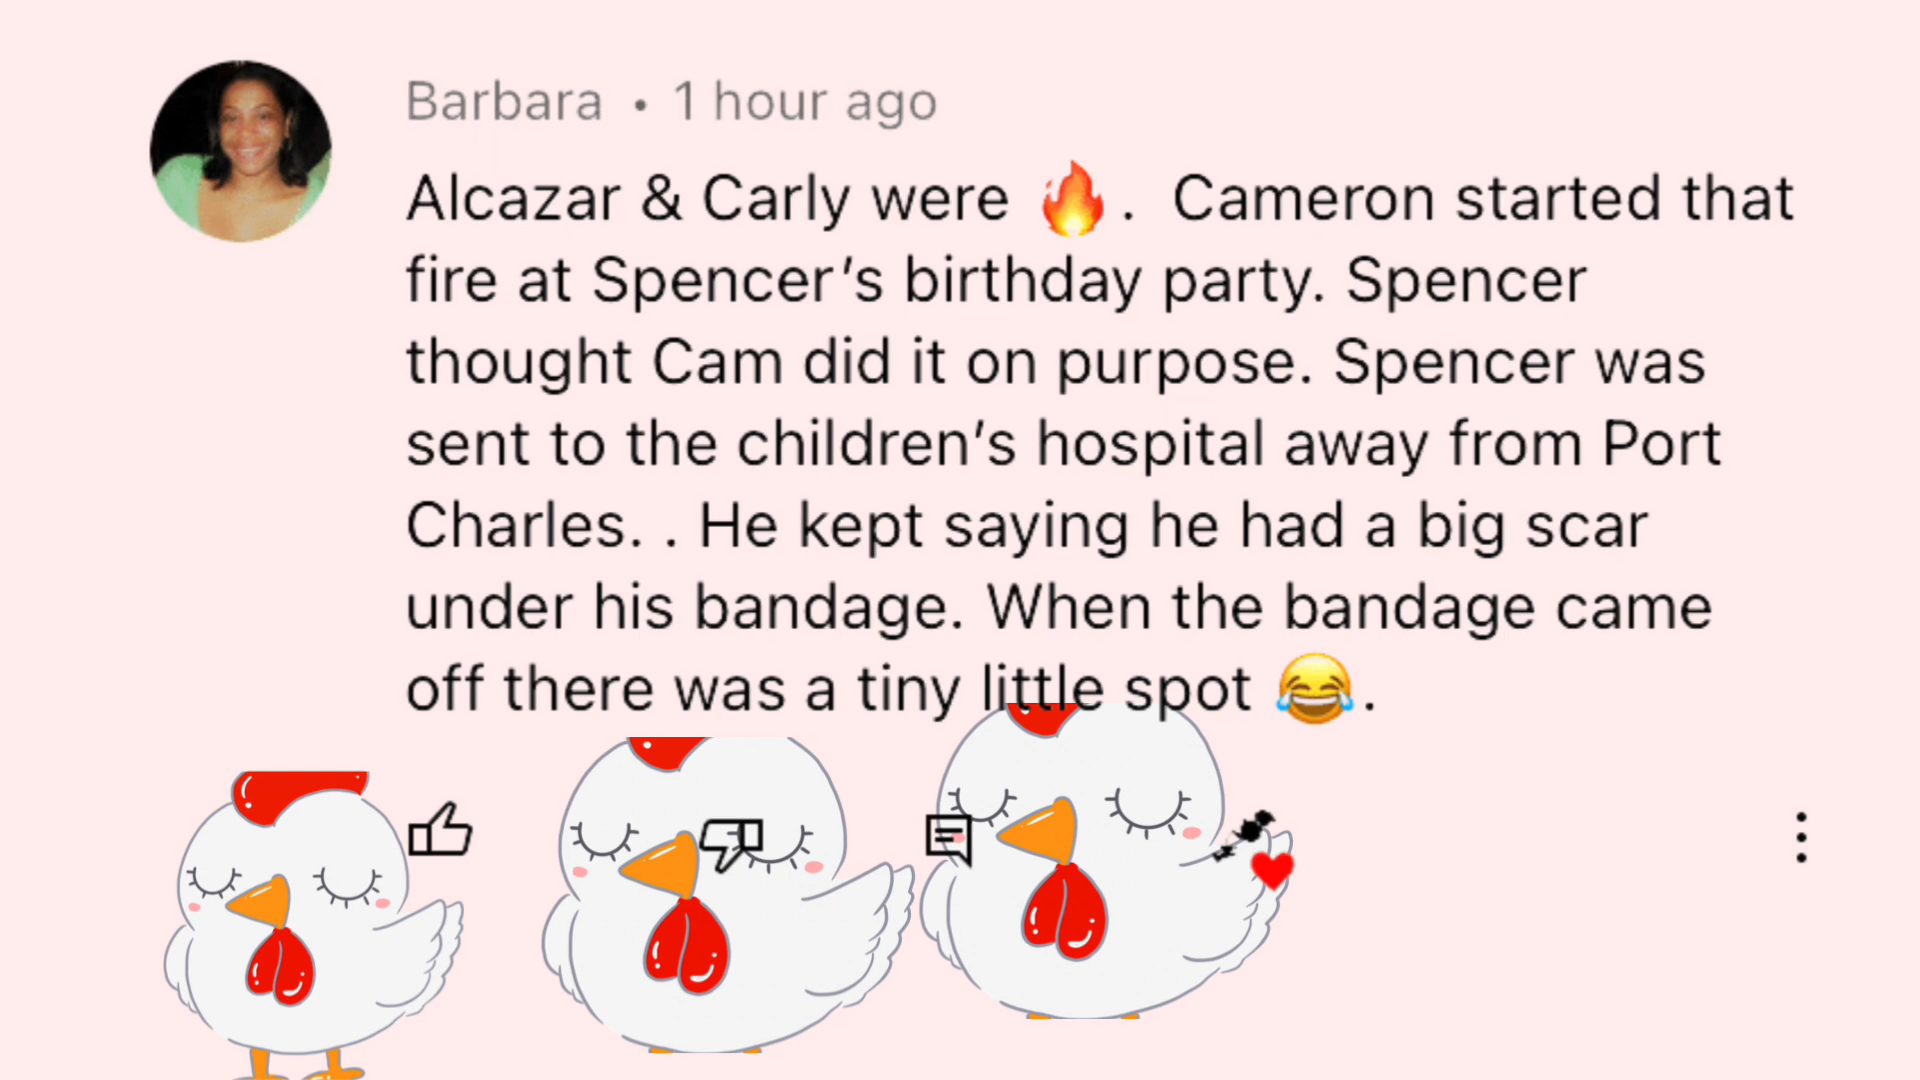 Barbara • 1 hour ago
Alcazar & Carly were 🔥. Cameron started that
fire at Spencer's birthday party. Spencer
thought Cam did it on purpose. Spencer was
sent to the children's hospital away from Port
Charles. . He kept saying he had a big scar
under his bandage. When the bandage came
off there was a tiny little spot 😂.